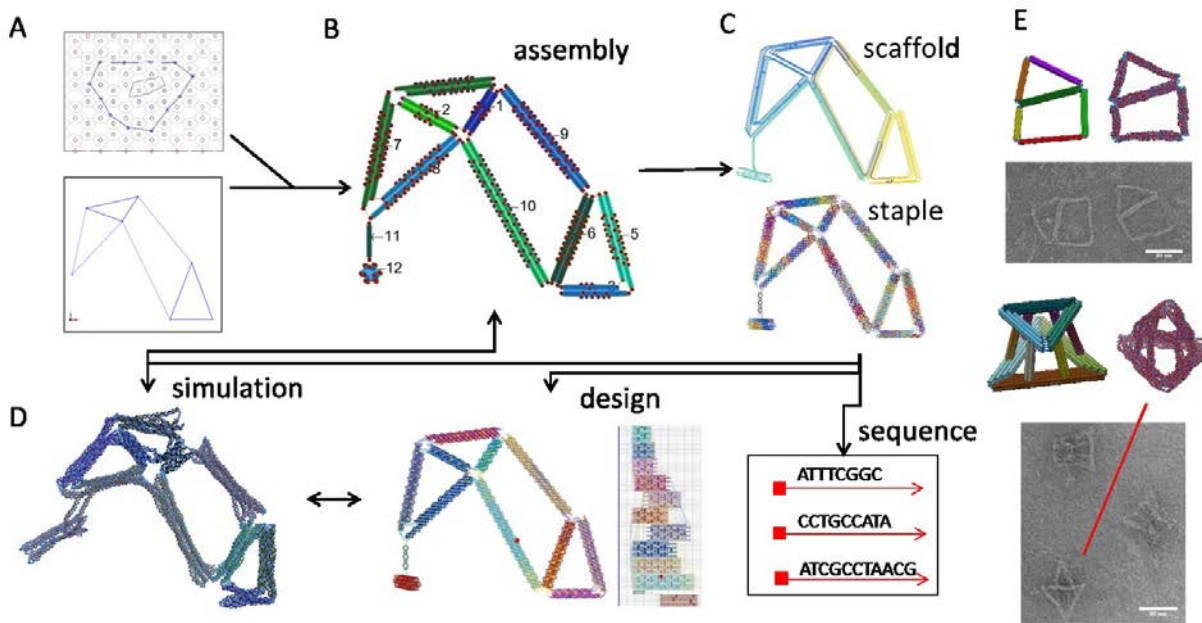 A
B
assembly
1
2
7
8
9
10
11
12
6
5
C
scaffold
staple
D
simulation
design
sequence
ATTTCGGC
CCTGCCATA
ATCGCCTAACG
E